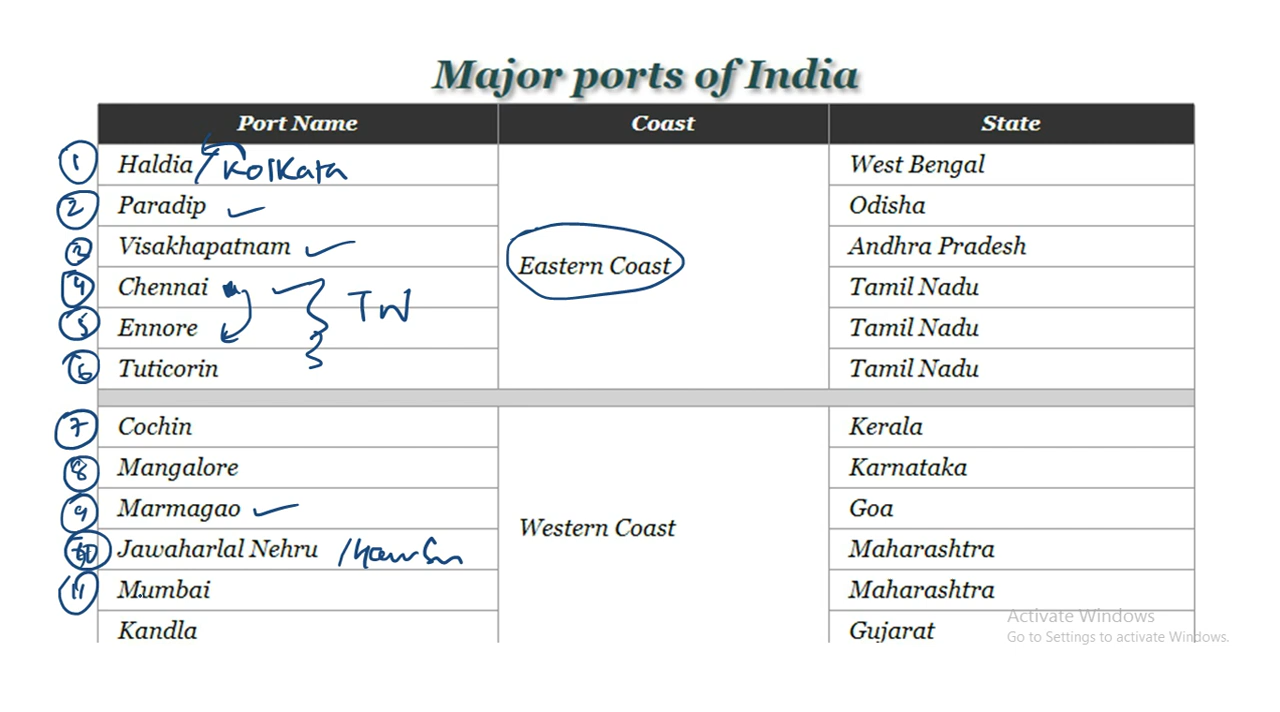 Major ports of India
Port Name Coast State
1 Haldia / Kolkata West Bengal
2 Paradip Odisha
3 Visakhapatnam Andhra Pradesh
Eastern Coast
4 Chennai Tamil Nadu
TN
5 Ennore Tamil Nadu
6 Tuticorin Tamil Nadu
7 Cochin Kerala
8 Mangalore Karnataka
9 Marmagao Goa
Western Coast
10 Jawaharlal Nehru / Maharashtra
11 Mumbai Maharashtra
Kandla Gujarat
Activate Windows
Go to Settings to activate Windows.